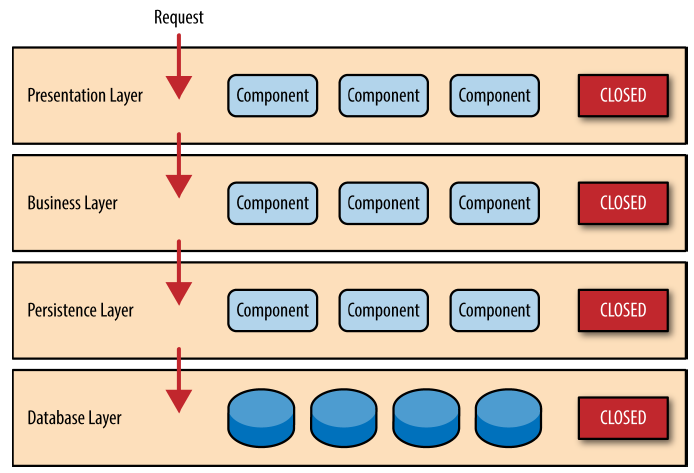 Request
Presentation Layer
Component Component Component
CLOSED
Business Layer
Component Component Component
CLOSED
Persistence Layer
Component Component Component
CLOSED
Database Layer
CLOSED